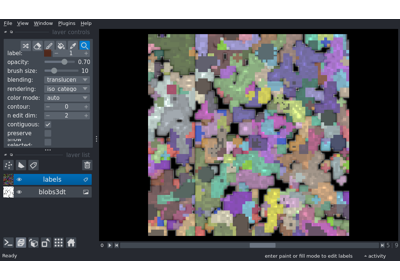 File View Window Plugins Help
layer controls
label: 1
opacity: 0.70
brush size: 10
blending: translucen
rendering: iso_catego
color mode: auto
contour: 0
n edit dim: 2
contiguous:
preserve
show
selected:
layer list
labels
blobs3dt
enter paint or fill mode to edit labels
activity